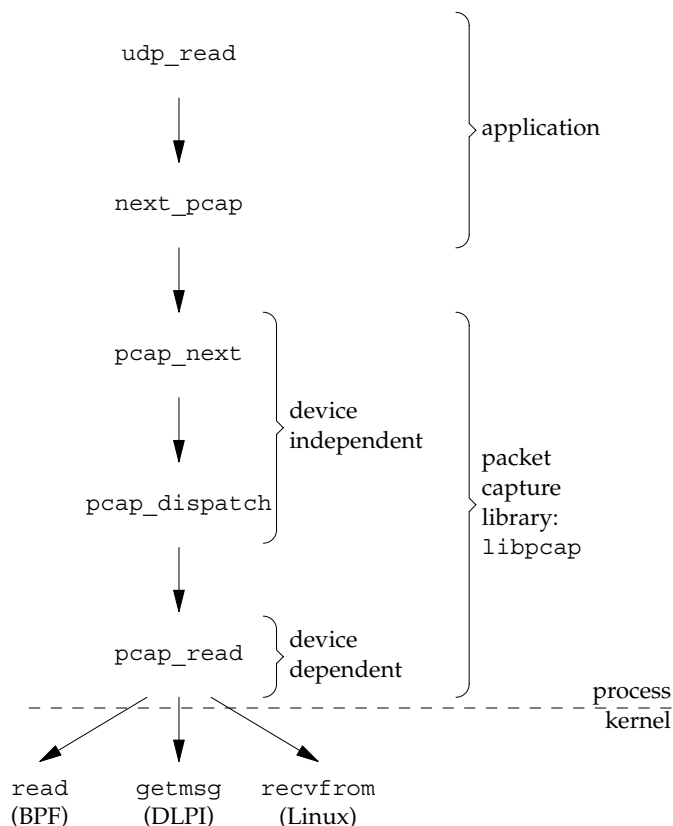 udp_read
application
next_pcap
pcap_next
device
independent
packet
capture
library:
libpcap
pcap_dispatch
pcap_read
device
dependent
process
kernel
read
(BPF)
getmsg
(DLPI)
recvfrom
(Linux)